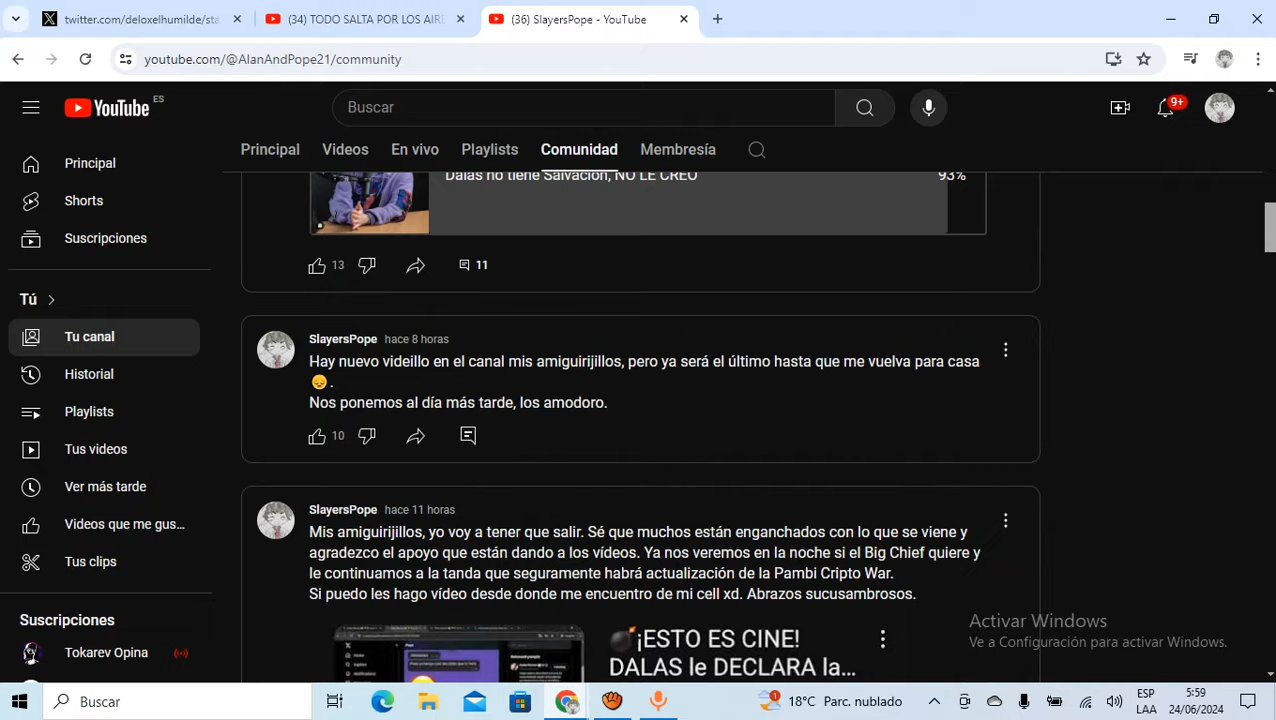 twitter.com/deloxelhumilde/sta
(34) TODO SALTA POR LOS AIRE
(36) SlayersPope - YouTube
youtube.com/@AlanAndPope21/community
YouTube ES
Buscar
9+
Principal Videos En vivo Playlists Comunidad Membresía
Principal
Shorts
Suscripciones
Tú
Tu canal
Historial
Playlists
Tus videos
Ver más tarde
Videos que me gus...
Tus clips
Suscripciones
Tokarev Opina
Dalas no tiene Salvación, NO LE CREO 93%
13 11
SlayersPope hace 8 horas
Hay nuevo videillo en el canal mis amiguirijillos, pero ya será el último hasta que me vuelva para casa
😔.
Nos ponemos al día más tarde, los amodoro.
10
SlayersPope hace 11 horas
Mis amiguirijillos, yo voy a tener que salir. Sé que muchos están enganchados con lo que se viene y
agradezco el apoyo que están dando a los vídeos. Ya nos veremos en la noche si el Big Chief quiere y
le continuamos a la tanda que seguramente habrá actualización de la Pambi Cripto War.
Si puedo les hago vídeo desde donde me encuentro de mi cell xd. Abrazos sucusambrosos.
💣¡ESTO ES CINE!
DALAS le DECLARA la...
Activar Windows
Ve a Configuración para activar Windows.
Buscar
1
18°C Parc. nublado
ESP
LAA
5:59
24/06/2024